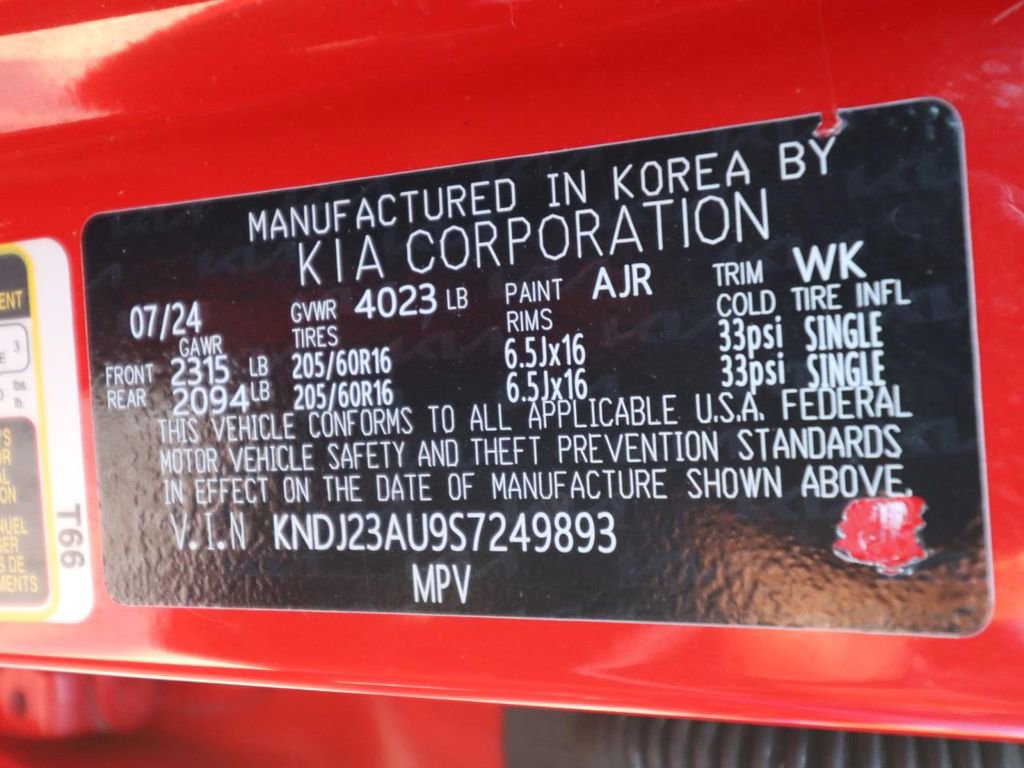 MANUFACTURED IN KOREA BY
KIA CORPORATION
07/24 GVWR 4023 LB PAINT AJR TRIM WK
GAWR TIRES RIMS COLD TIRE INFL
FRONT 2315 LB 205/60R16 6.5Jx16 33psi SINGLE
REAR 2094 LB 205/60R16 6.5Jx16 33psi SINGLE
THIS VEHICLE CONFORMS TO ALL APPLICABLE U.S.A. FEDERAL
MOTOR VEHICLE SAFETY AND THEFT PREVENTION STANDARDS
IN EFFECT ON THE DATE OF MANUFACTURE SHOWN ABOVE.
V.I.N KNDJ23AU9S7249893
MPV
T66
3
lbs.
lb.